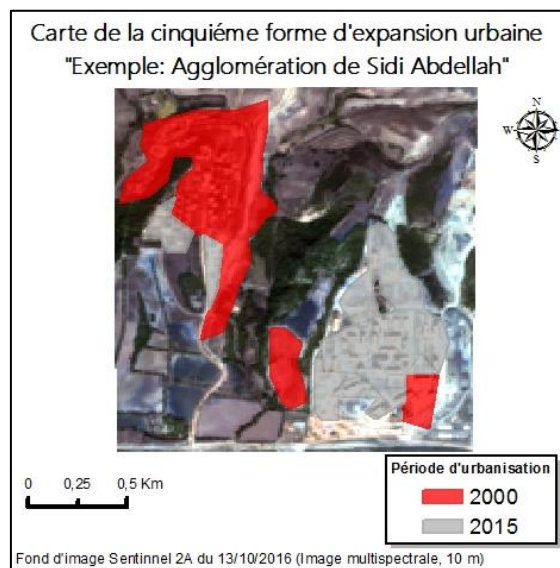 Carte de la cinquiéme forme d'expansion urbaine
"Exemple: Agglomération de Sidi Abdellah"
N
W E
S
0 0,25 0,5 Km
Période d'urbanisation
2000
2015
Fond d'image Sentinnel 2A du 13/10/2016 (Image multispectrale, 10 m)